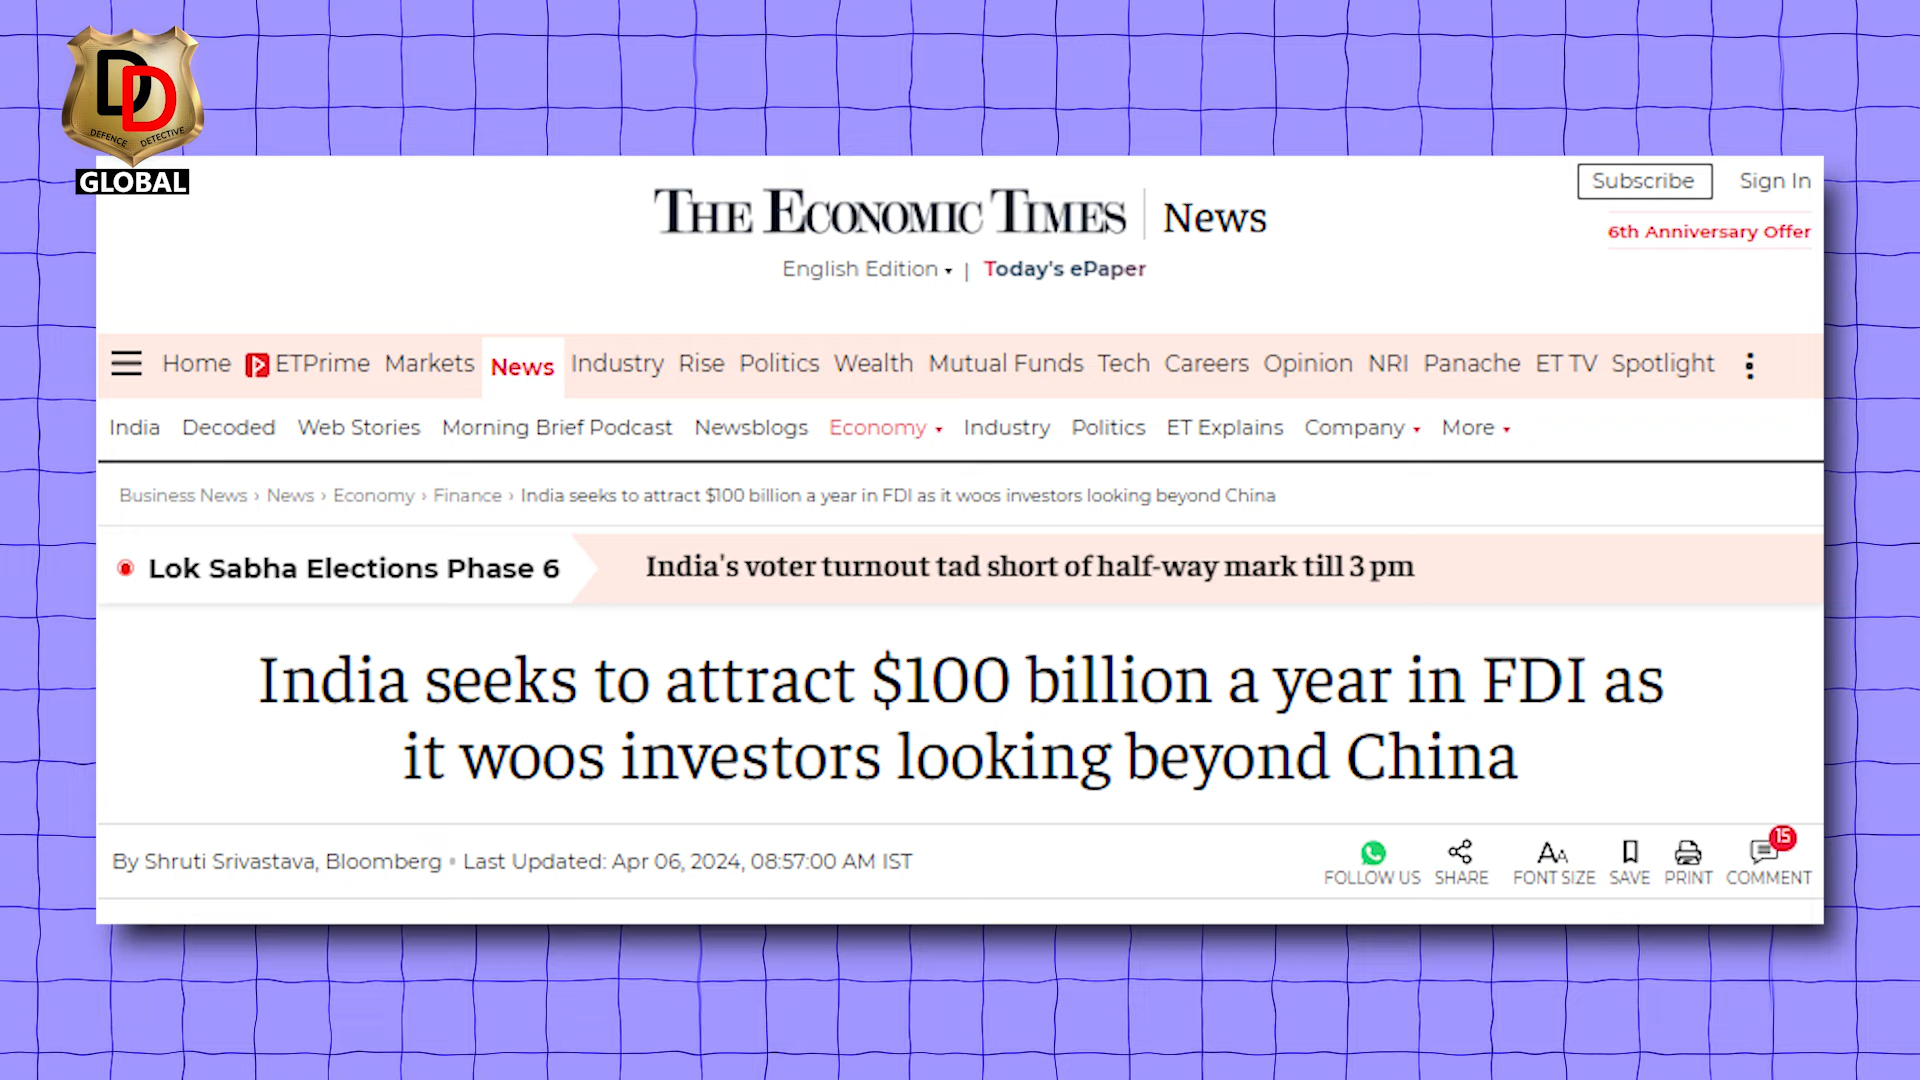 DD
DEFENCE DETECTIVE
GLOBAL
Subscribe Sign In
THE ECONOMIC TIMES | News
6th Anniversary Offer
English Edition | Today's ePaper
Home ETPrime Markets News Industry Rise Politics Wealth Mutual Funds Tech Careers Opinion NRI Panache ET TV Spotlight
India Decoded Web Stories Morning Brief Podcast Newsblogs Economy Industry Politics ET Explains Company More
Business News › News › Economy › Finance › India seeks to attract $100 billion a year in FDI as it woos investors looking beyond China
Lok Sabha Elections Phase 6 India's voter turnout tad short of half-way mark till 3 pm
India seeks to attract $100 billion a year in FDI as
it woos investors looking beyond China
15
By Shruti Srivastava, Bloomberg • Last Updated: Apr 06, 2024, 08:57:00 AM IST
FOLLOW US SHARE FONT SIZE SAVE PRINT COMMENT